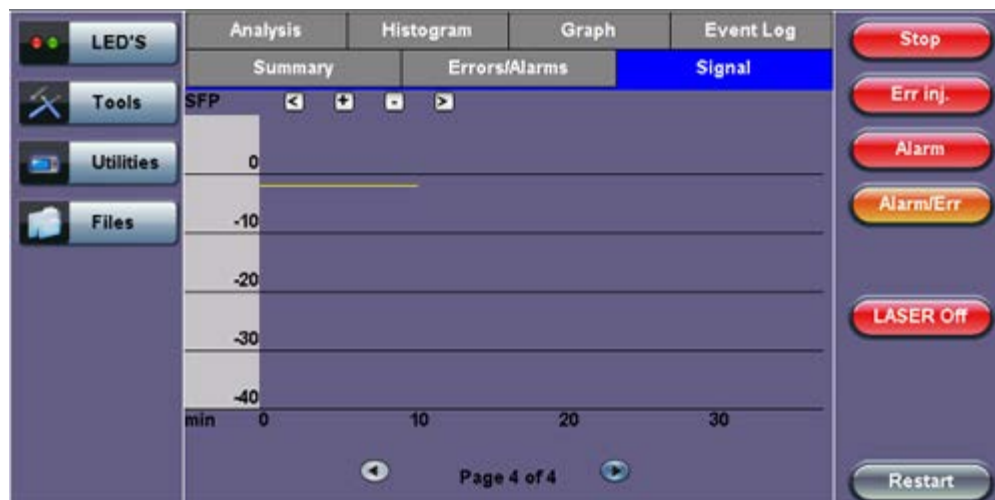 LED'S
Tools
Utilities
Files
Analysis Histogram Graph Event Log
Summary Errors/Alarms Signal
SFP < + - >
0
-10
-20
-30
-40
min 0 10 20 30
Page 4 of 4
Stop
Err inj.
Alarm
Alarm/Err
LASER Off
Restart